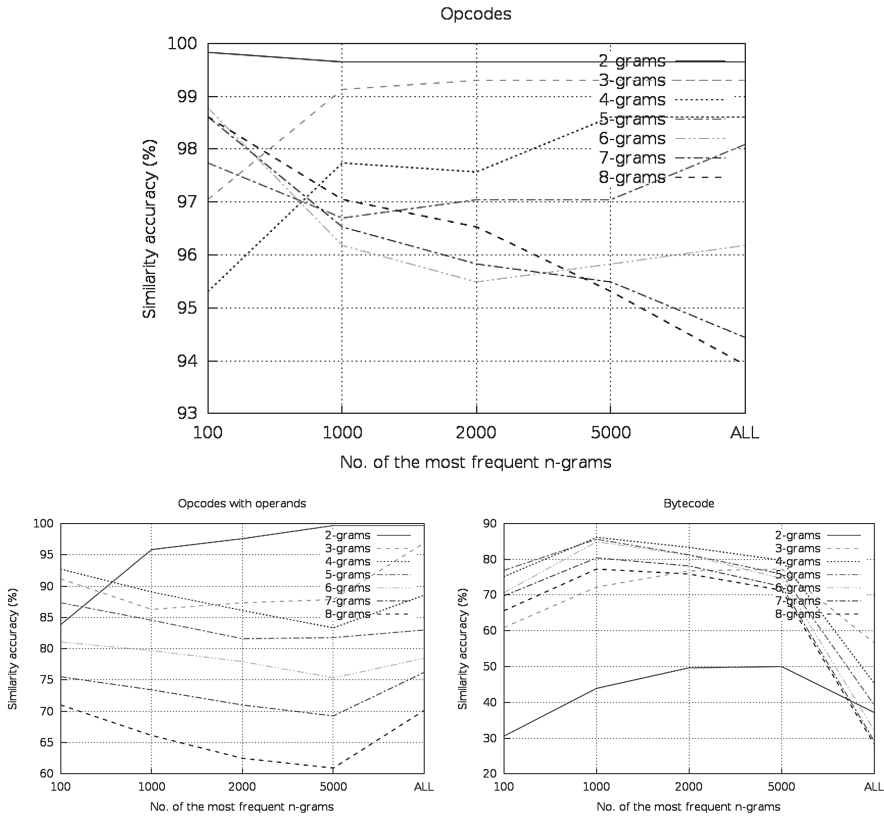 Opcodes
100
99
98
97
96
95
94
93
Similarity accuracy (%)
2-grams
3-grams
4-grams
5-grams
6-grams
7-grams
8-grams
100 1000 2000 5000 ALL
No. of the most frequent n-grams
Opcodes with operands
100
95
90
85
80
75
70
65
60
Similarity accuracy (%)
2-grams
3-grams
4-grams
5-grams
6-grams
7-grams
8-grams
100 1000 2000 5000 ALL
No. of the most frequent n-grams
Bytecode
90
80
70
60
50
40
30
20
Similarity accuracy (%)
2-grams
3-grams
4-grams
5-grams
6-grams
7-grams
8-grams
100 1000 2000 5000 ALL
No. of the most frequent n-grams